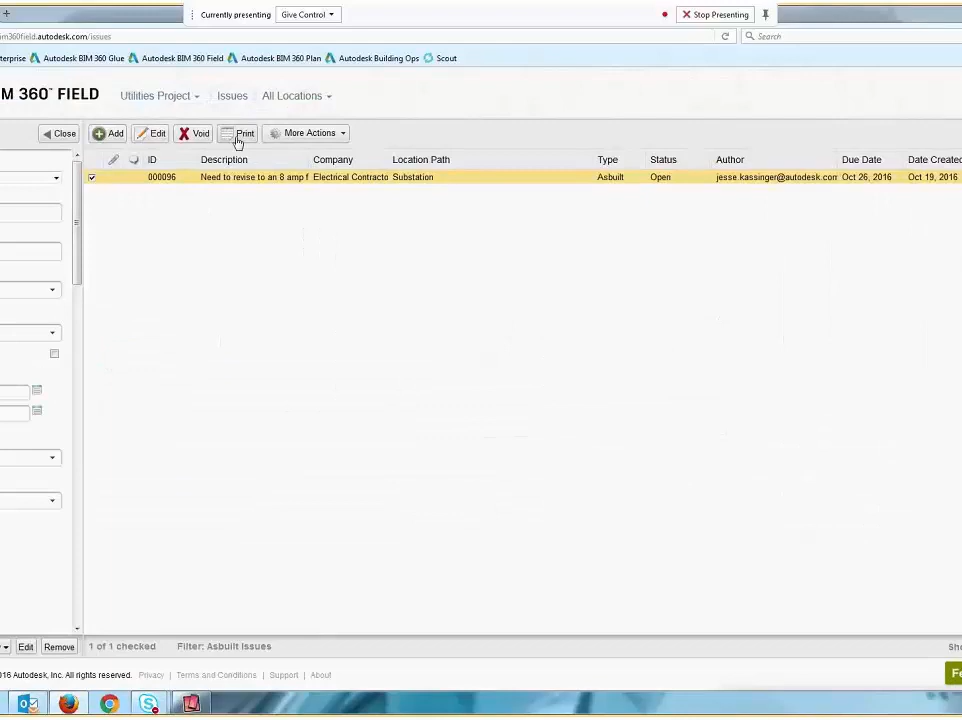 Currently presenting Give Control Stop Presenting
im360field.autodesk.com/issues Search
terprise Autodesk BIM 360 Glue Autodesk BIM 360 Field Autodesk BIM 360 Plan Autodesk Building Ops Scout
M 360™ FIELD Utilities Project Issues All Locations
Close Add Edit Void Print More Actions
ID Description Company Location Path Type Status Author Due Date Date Created
000096 Need to revise to an 8 amp f Electrical Contracto Substation Asbuilt Open jesse.kassinger@autodesk.com Oct 26, 2016 Oct 19, 2016
Edit Remove 1 of 1 checked Filter: Asbuilt Issues Sho
16 Autodesk, Inc. All rights reserved. Privacy Terms and Conditions Support About Fe